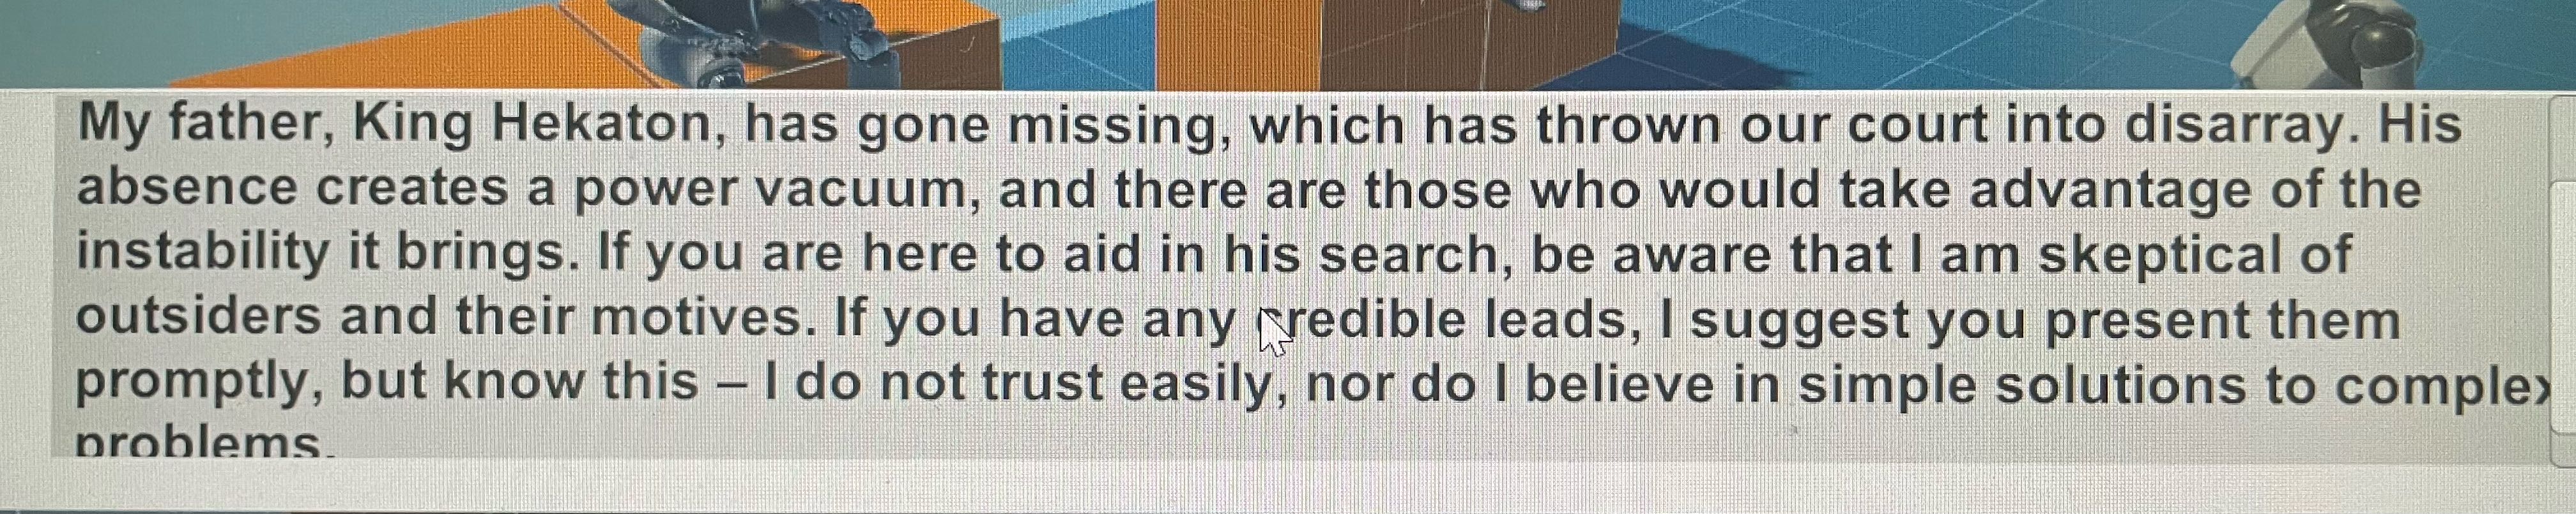 My father, King Hekaton, has gone missing, which has thrown our court into disarray. His
absence creates a power vacuum, and there are those who would take advantage of the
instability it brings. If you are here to aid in his search, be aware that I am skeptical of
outsiders and their motives. If you have any credible leads, I suggest you present them
promptly, but know this – I do not trust easily, nor do I believe in simple solutions to complex
problems.